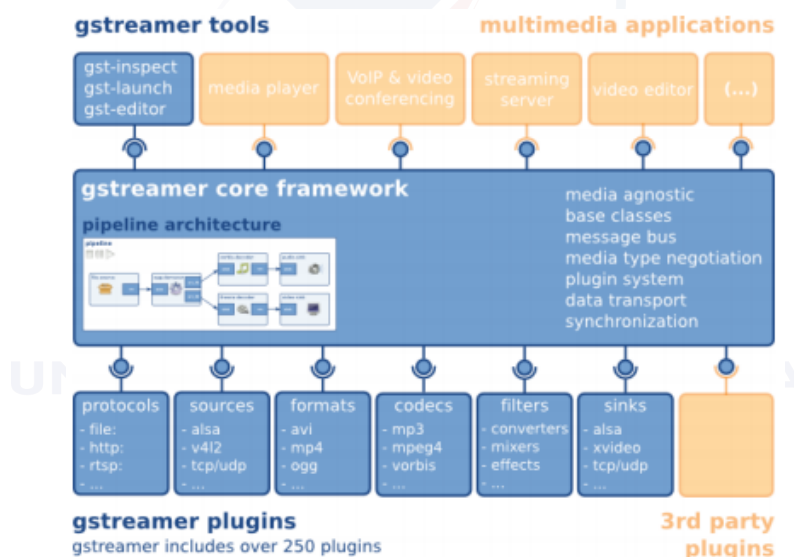 gstreamer tools
multimedia applications
gst-inspect
gst-launch
gst-editor
media player
VoIP & video
conferencing
streaming
server
video editor
(...)
gstreamer core framework
pipeline architecture
pipeline
media agnostic
base classes
message bus
media type negotiation
plugin system
data transport
synchronization
protocols
- file:
- http:
- rtsp:
- ...
sources
- alsa
- v4l2
- tcp/udp
- ...
formats
- avi
- mp4
- ogg
- ...
codecs
- mp3
- mpeg4
- vorbis
- ...
filters
- converters
- mixers
- effects
- ...
sinks
- alsa
- xvideo
- tcp/udp
- ...
gstreamer plugins
gstreamer includes over 250 plugins
3rd party
plugins